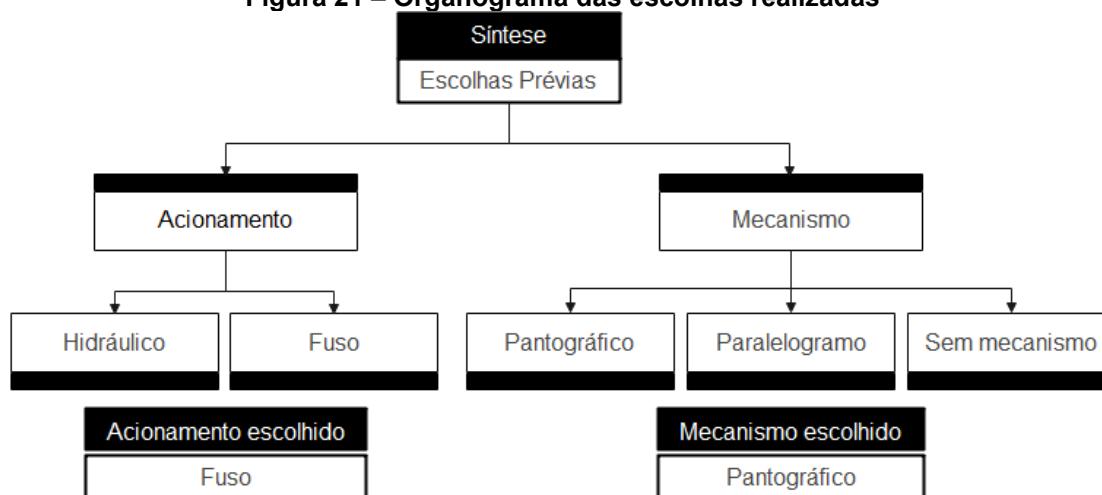 Figura 21 – Organograma das escolhas realizadas
Síntese
Escolhas Prévias
Acionamento
Mecanismo
Hidráulico
Fuso
Pantográfico
Paralelogramo
Sem mecanismo
Acionamento escolhido
Fuso
Mecanismo escolhido
Pantográfico